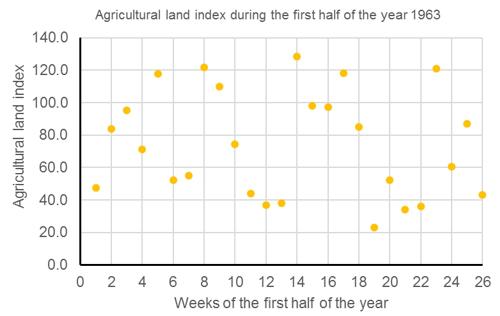 Agricultural land index during the first half of the year 1963
140.0
120.0
100.0
80.0
60.0
40.0
20.0
0.0
Agricultural land index
0 2 4 6 8 10 12 14 16 18 20 22 24 26
Weeks of the first half of the year